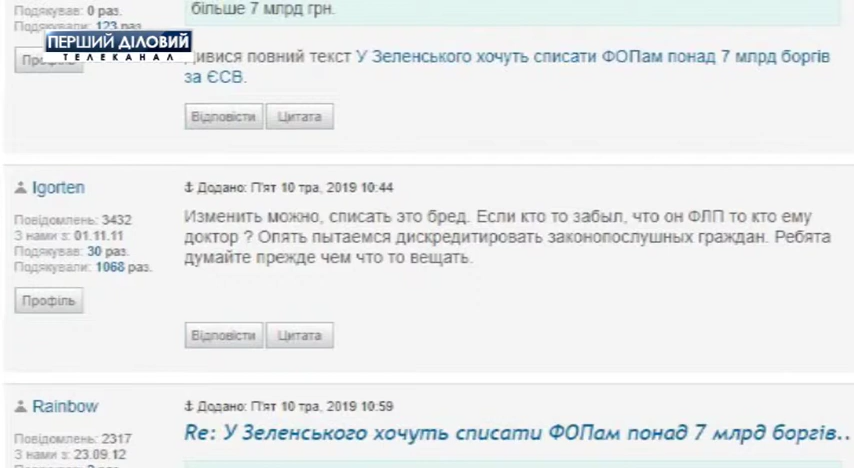 Подякував: 0 раз.
більше 7 млрд грн.
Подякували: 123 раз.
ПЕРШИЙ ДІЛОВИЙ
ТЕЛЕКАНАЛ
Дивися повний текст У Зеленського хочуть списати ФОПам понад 7 млрд боргів
за ЄСВ.
Відповісти Цитата
Igorten
Додано: П'ят 10 тра, 2019 10:44
Повідомлень: 3432
З нами з: 01.11.11
Подякував: 30 раз.
Подякували: 1068 раз.
Изменить можно, списать это бред. Если кто то забыл, что он ФЛП то кто ему
доктор ? Опять пытаемся дискредитировать законопослушных граждан. Ребята
думайте прежде чем что то вещать.
Профіль
Відповісти Цитата
Rainbow
Додано: П'ят 10 тра, 2019 10:59
Повідомлень: 2317
З нами з: 23.09.12
Re: У Зеленського хочуть списати ФОПам понад 7 млрд боргів..